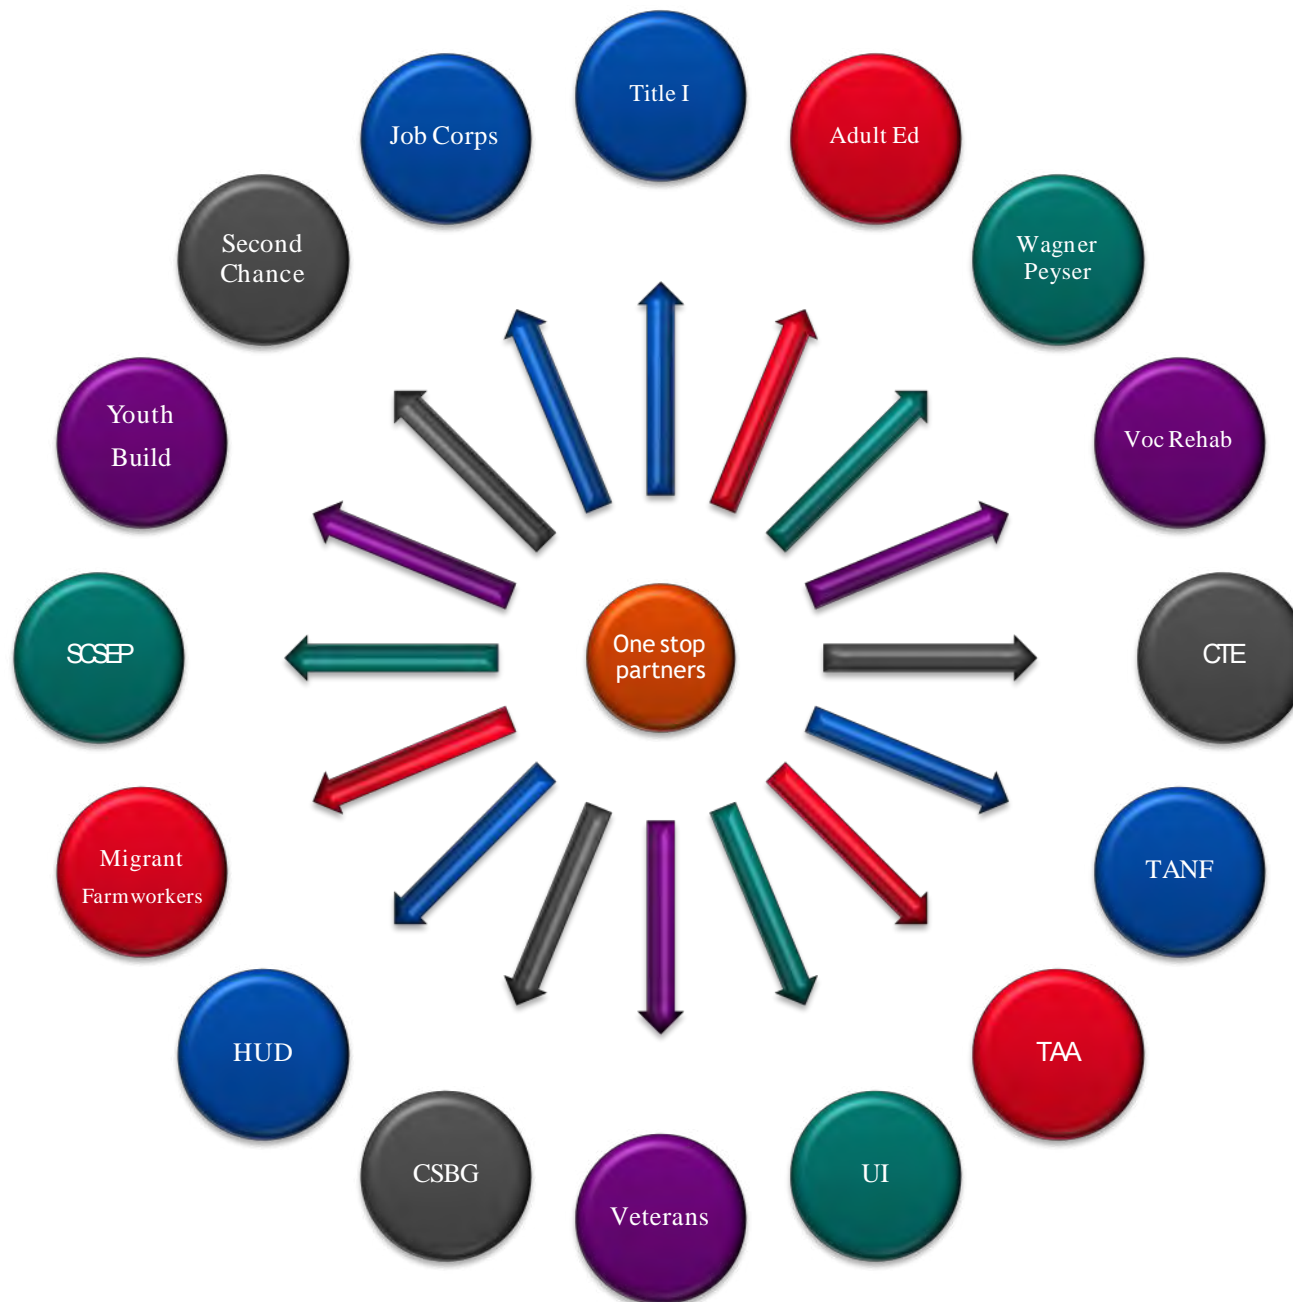 Title I
Adult Ed
Wagner
Peyser
Voc Rehab
CTE
TANF
TAA
UI
Veterans
CSBG
HUD
Migrant
Farmworkers
SCSEP
Youth
Build
Second
Chance
Job Corps
One stop
partners